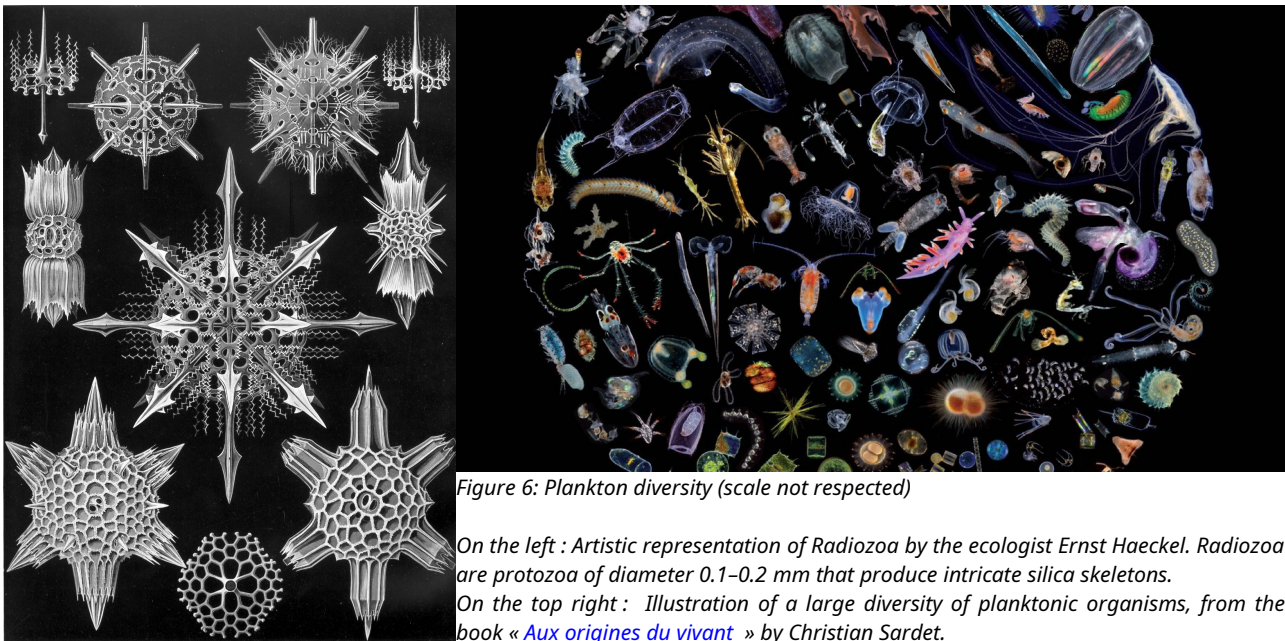 Figure 6: Plankton diversity (scale not respected)
On the left : Artistic representation of Radiozoa by the ecologist Ernst Haeckel. Radiozoa
are protozoa of diameter 0.1–0.2 mm that produce intricate silica skeletons.
On the top right : Illustration of a large diversity of planktonic organisms, from the
book « Aux origines du vivant » by Christian Sardet.